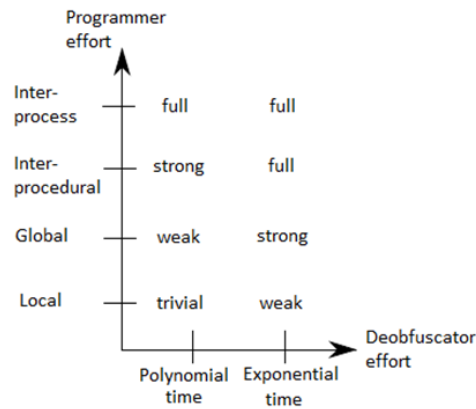 Programmer
effort
Inter-
process
full full
Inter-
procedural
strong full
Global weak strong
Local trivial weak
Deobfuscator
effort
Polynomial
time
Exponential
time